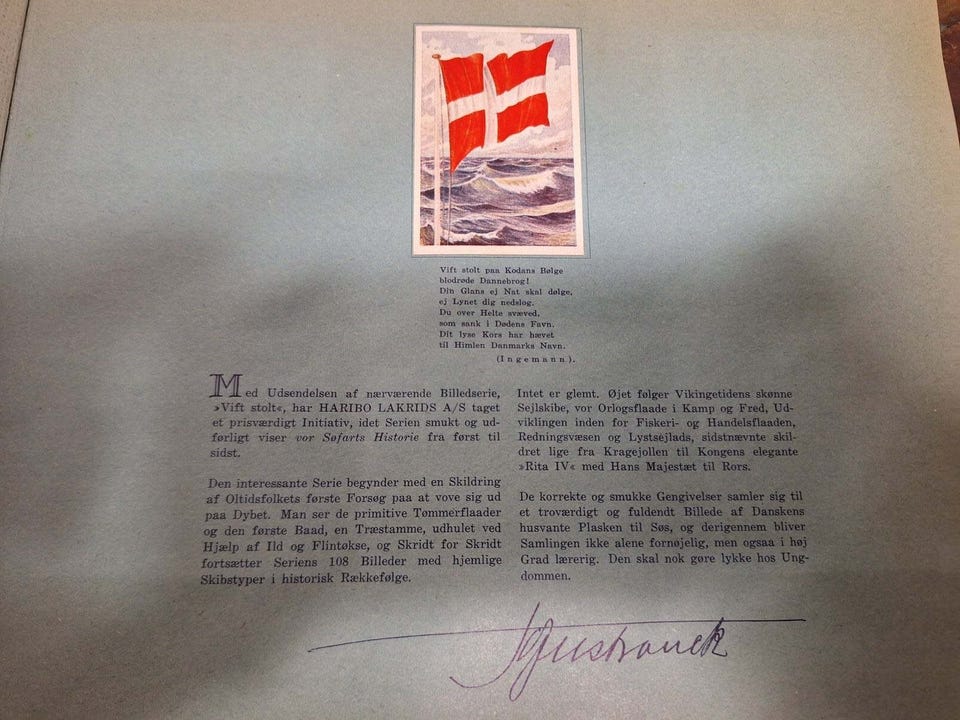 Vift stolt paa Kodans Bølge
blodrøde Dannebrog!
Din Glans ej Nat skal dølge,
ej Lynet dig nedslog.
Du over Helte svæved,
som sank i Dødens Favn.
Dit lyse Kors har hævet
til Himlen Danmarks Navn.
(Ingemann).
Med Udsendelsen af nærværende Billedserie,
»Vift stolt«, har HARIBO LAKRIDS A/S taget
et prisværdigt Initiativ, idet Serien smukt og ud-
førligt viser vor Søfarts Historie fra først til
sidst.
Den interessante Serie begynder med en Skildring
af Oltidsfolkets første Forsøg paa at vove sig ud
paa Dybet. Man ser de primitive Tømmerflaader
og den første Baad, en Træstamme, udhulet ved
Hjælp af Ild og Flintøkse, og Skridt for Skridt
fortsætter Seriens 108 Billeder med hjemlige
Skibstyper i historisk Rækkefølge.
Intet er glemt. Øjet følger Vikingetidens skønne
Sejlskibe, vor Orlogsflaade i Kamp og Fred, Ud-
viklingen inden for Fiskeri- og Handelsflaaden,
Redningsvæsen og Lystsejlads, sidstnævnte skil-
dret lige fra Kragejollen til Kongens elegante
»Rita IV« med Hans Majestæt til Rors.
De korrekte og smukke Gengivelser samler sig til
et troværdigt og fuldendt Billede af Danskens
husvante Plasken til Søs, og derigennem bliver
Samlingen ikke alene fornøjelig, men ogsaa i høj
Grad lærerig. Den skal nok gøre lykke hos Ung-
dommen.